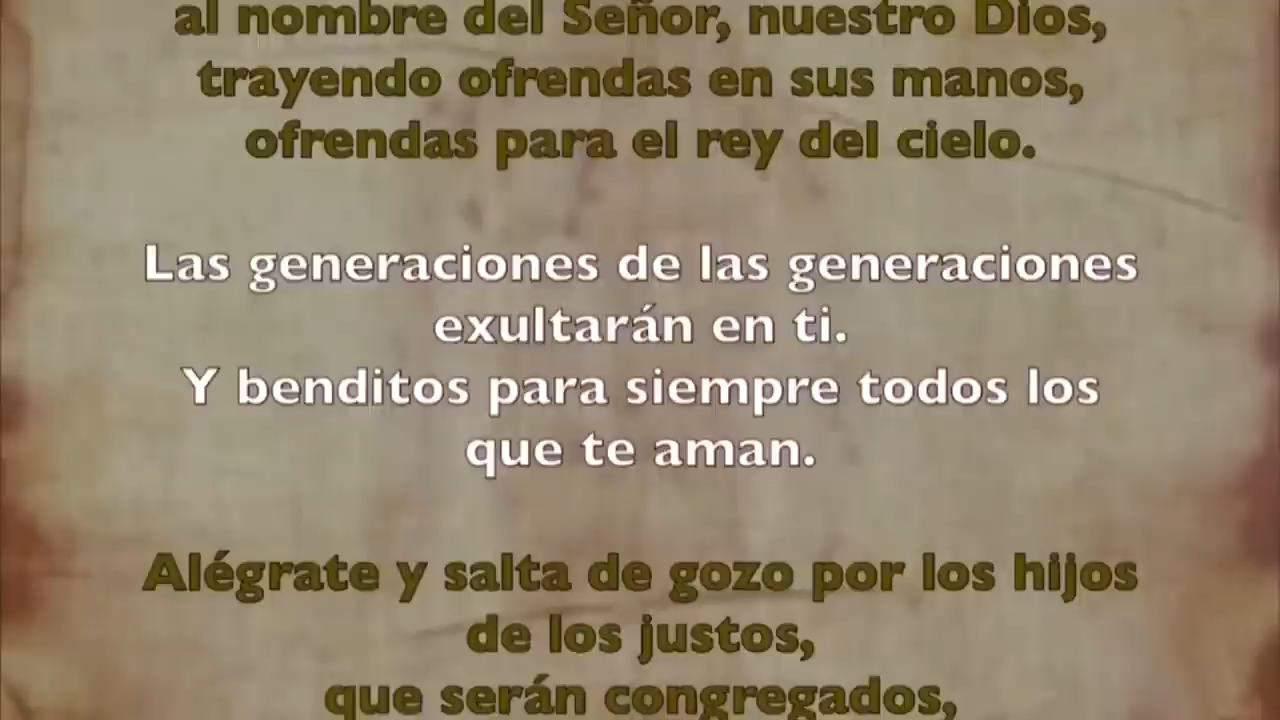 al nombre del Señor, nuestro Dios,
trayendo ofrendas en sus manos,
ofrendas para el rey del cielo.
Las generaciones de las generaciones
exultarán en ti.
Y benditos para siempre todos los
que te aman.
Alégrate y salta de gozo por los hijos
de los justos,
que serán congregados,